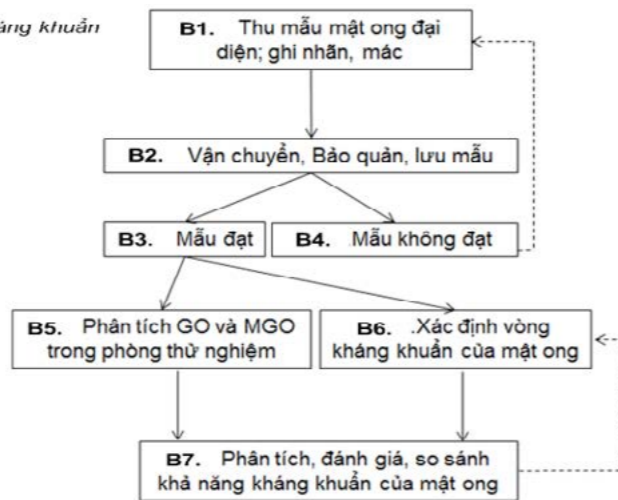 kháng khuẩn
B1. Thu mẫu mật ong đại
diện; ghi nhãn, mác
B2. Vận chuyển, Bảo quản, lưu mẫu
B3. Mẫu đạt
B4. Mẫu không đạt
B5. Phân tích GO và MGO
trong phòng thử nghiệm
B6. .Xác định vòng
kháng khuẩn của mật ong
B7. Phân tích, đánh giá, so sánh
khả năng kháng khuẩn của mật ong